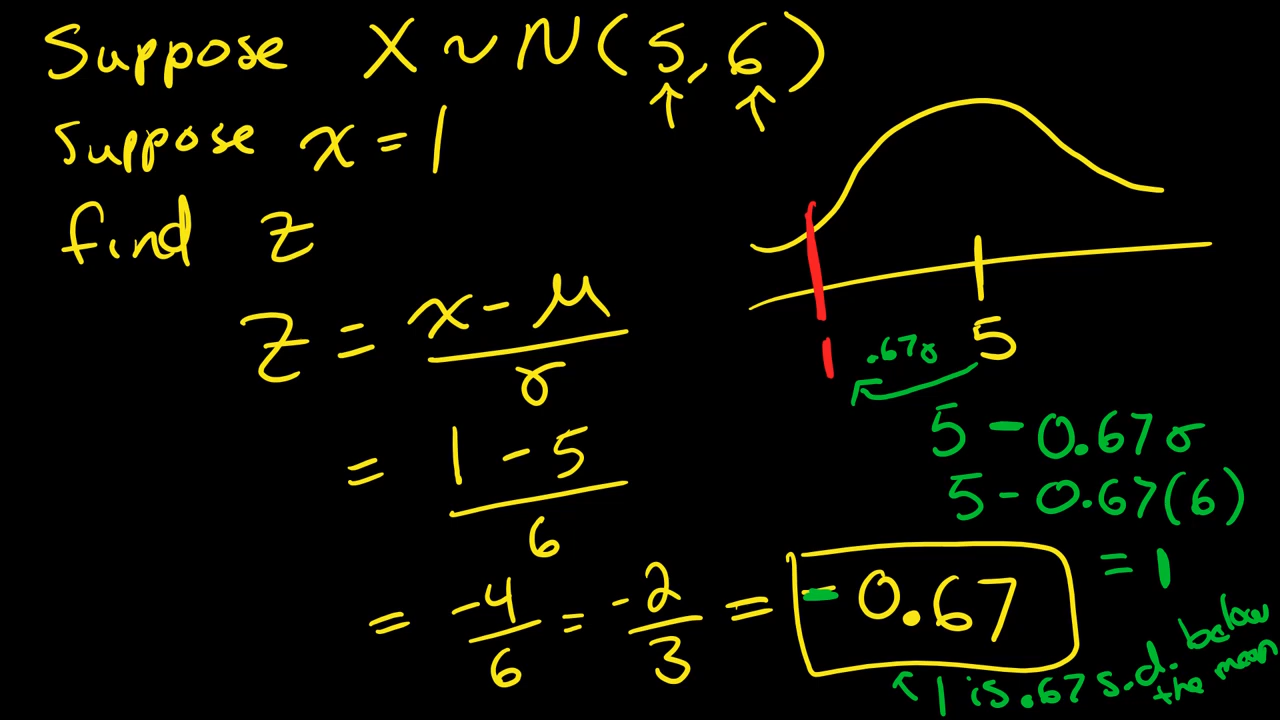 Suppose X ~ N(5, 6)
↑ ↑
suppose x = 1
find z
z = (x - μ)/σ
= (1 - 5)/6
= -4/6 = -2/3 = -0.67
5
.67σ
1
5 - 0.67σ
5 - 0.67(6)
= 1
↖ 1 is .67 s.d. below
the mean